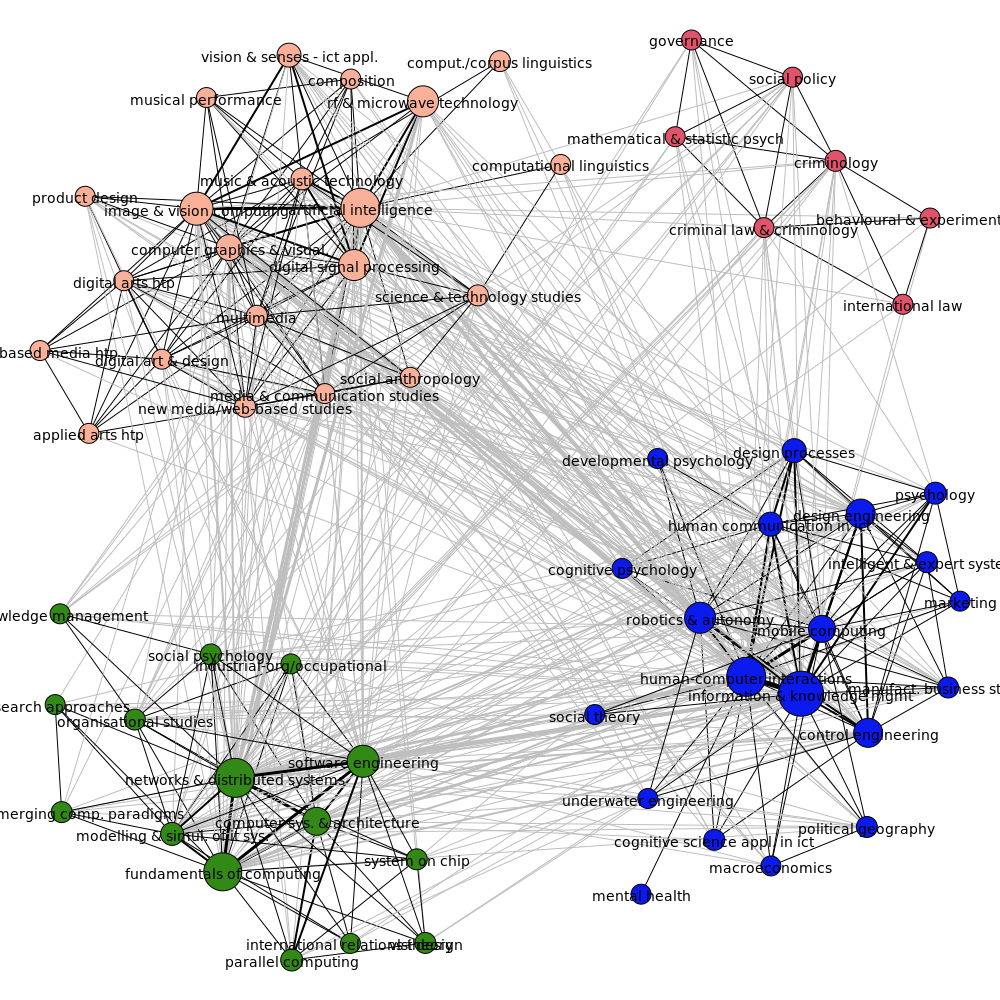 governance
vision & senses - ict appl.
comput./corpus linguistics
composition
social policy
musical performance
rf & microwave technology
mathematical & statistic psych
criminology
computational linguistics
music & acoustic technology
product design
image & vision computing
artificial intelligence
behavioural & experiment
criminal law & criminology
computer graphics & visual.
digital signal processing
digital arts htp
science & technology studies
international law
multimedia
based media htp
digital art & design
social anthropology
media & communication studies
new media/web-based studies
applied arts htp
design processes
developmental psychology
psychology
design engineering
human communication in ict
intelligent & expert syste
cognitive psychology
marketing
wledge management
robotics & autonomy
mobile computing
social psychology
industrial-org/occupational
human-computer interactions
information & knowledge mgmt
manufact. business st
search approaches
organisational studies
social theory
control engineering
software engineering
networks & distributed systems
underwater engineering
merging comp. paradigms
computer sys. & architecture
modelling & simul. of it sys.
political geography
cognitive science appl. in ict
system on chip
macroeconomics
fundamentals of computing
mental health
international relations theory
vlsi design
parallel computing